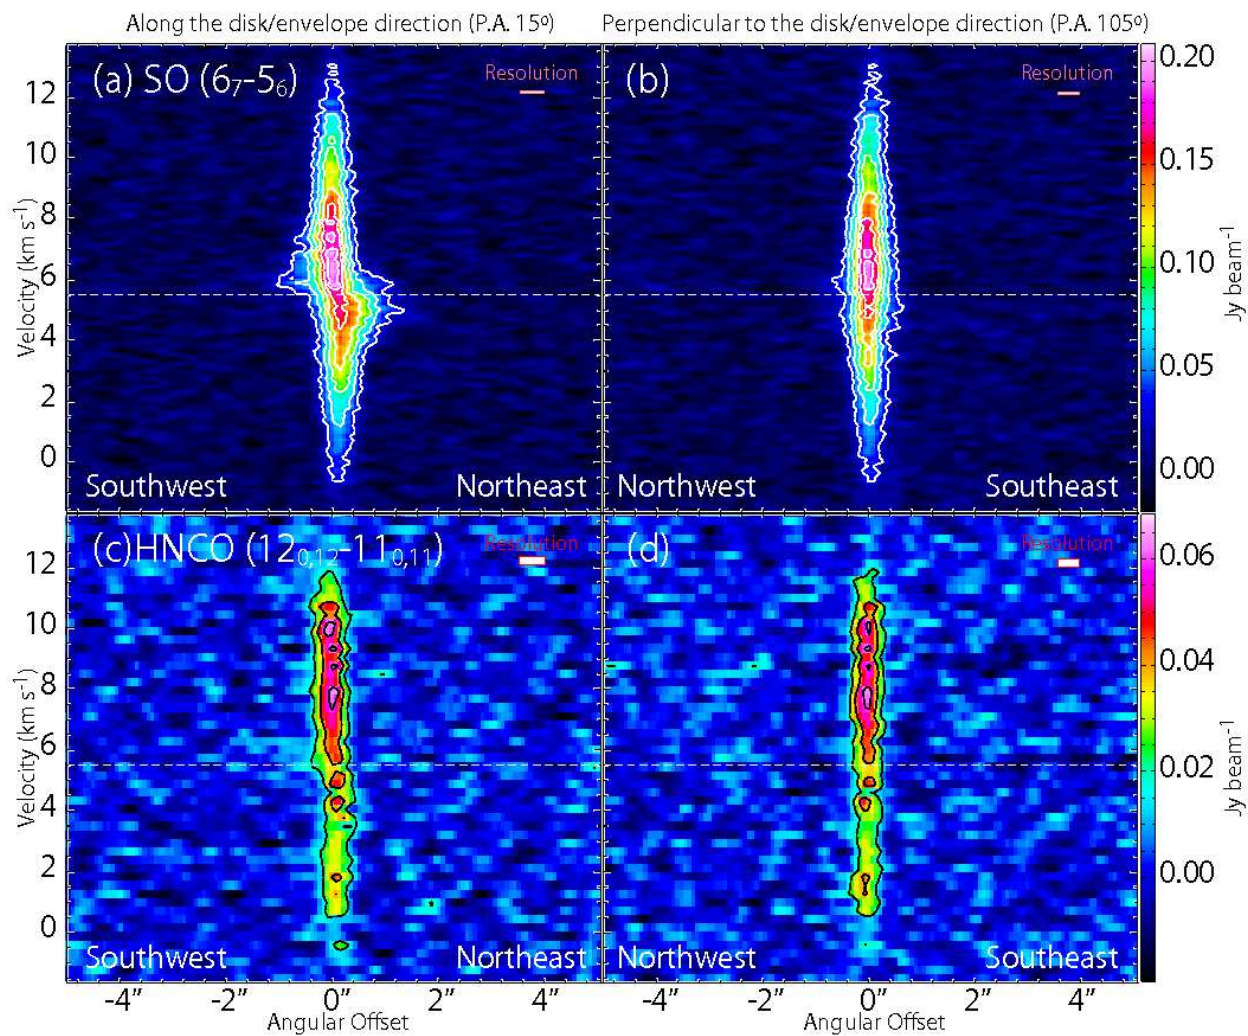 Along the disk/envelope direction (P.A. 15º) Perpendicular to the disk/envelope direction (P.A. 105º)
(a) SO (6₇-5₆) Resolution (b) Resolution
0.20
0.15
0.10
0.05
0.00
Jy beam⁻¹
12
10
8
6
4
2
0
Velocity (km s⁻¹)
Southwest Northeast Northwest Southeast
(c)HNCO (12₀,₁₂-11₀,₁₁) Resolution (d) Resolution
0.06
0.04
0.02
0.00
Jy beam⁻¹
12
10
8
6
4
2
0
Velocity (km s⁻¹)
Southwest Northeast Northwest Southeast
-4” -2” 0” 2” 4” -4” -2” 0” 2” 4”
Angular Offset Angular Offset